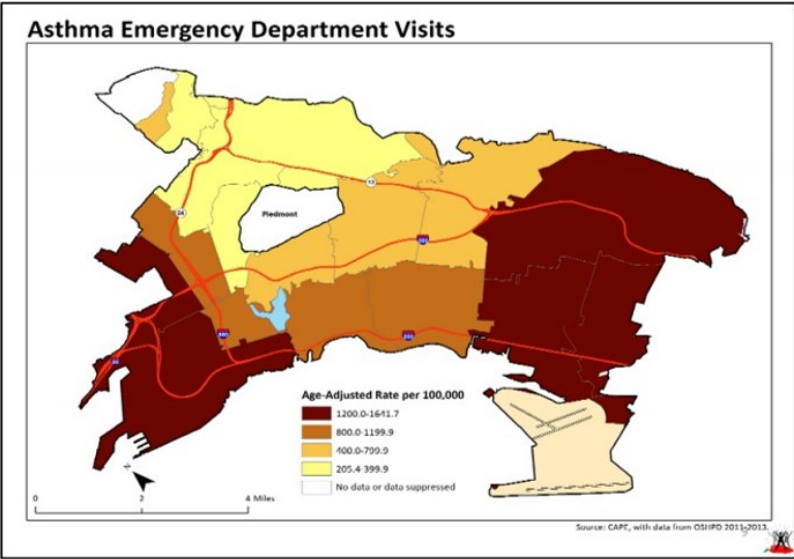 Asthma Emergency Department Visits
Piedmont
13
24
Age-Adjusted Rate per 100,000
1200.0-1641.7
800.0-1199.9
400.0-799.9
205.4-399.9
No data or data suppressed
0 2 4 Miles
Source: CAPE, with data from OSHPD 2011-2013.